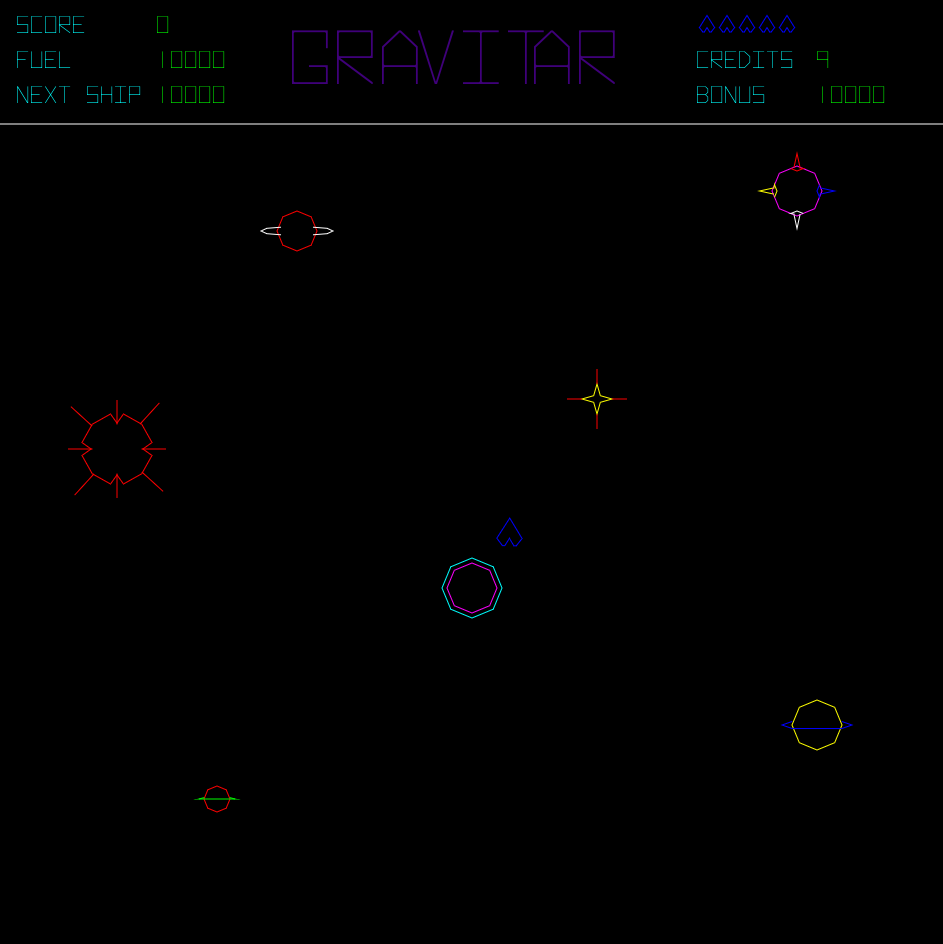 SCORE 0
FUEL 10000
NEXT SHIP 10000
GRAVITAR
CREDITS 9
BONUS 10000